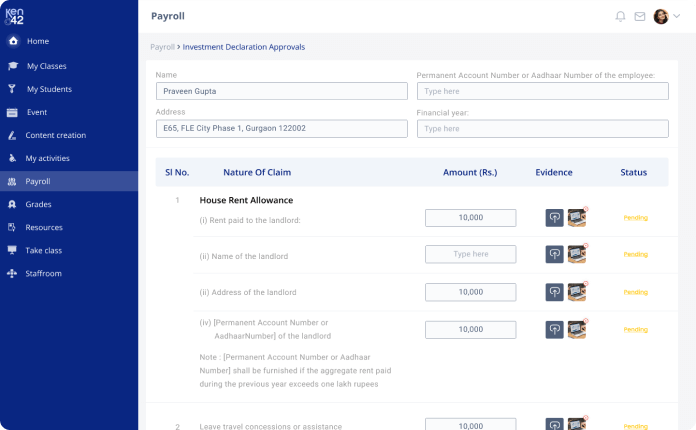 ken
42
Payroll
Home
My Classes
My Students
Event
Content creation
My activities
Payroll
Grades
Resources
Take class
Staffroom
Payroll > Investment Declaration Approvals
Name
Permanent Account Number or Aadhaar Number of the employee:
Praveen Gupta
Type here
Address
Financial year:
E65, FLE City Phase 1, Gurgaon 122002
Type here
Sl No. Nature Of Claim Amount (Rs.) Evidence Status
1 House Rent Allowance
(i) Rent paid to the landlord: 10,000 Pending
(ii) Name of the landlord Type here Pending
(ii) Address of the landlord 10,000 Pending
(iv) [Permanent Account Number or
AadhaarNumber] of the landlord 10,000 Pending
Note : [Permanent Account Number or Aadhaar
Number] shall be furnished if the aggregate rent paid
during the previous year exceeds one lakh rupees
2 Leave travel concessions or assistance 10,000 Pending